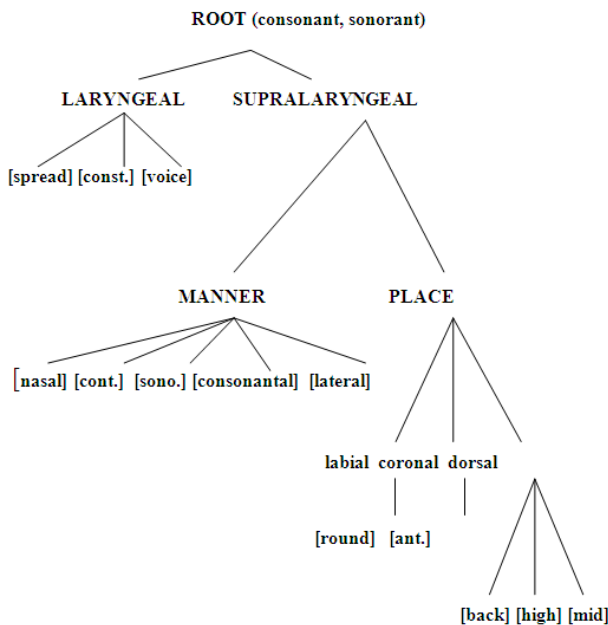 ROOT (consonant, sonorant)
LARYNGEAL SUPRALARYNGEAL
[spread] [const.] [voice]
MANNER PLACE
[nasal] [cont.] [sono.] [consonantal] [lateral]
labial coronal dorsal
[round] [ant.]
[back] [high] [mid]